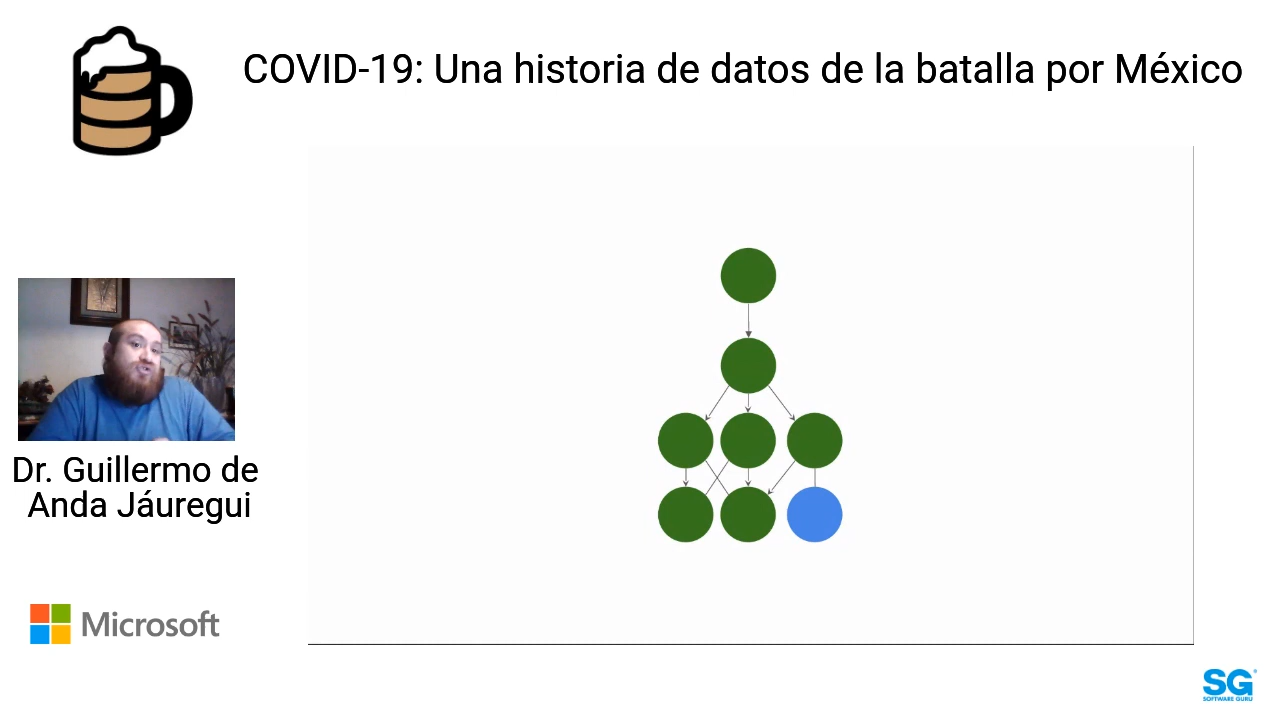 COVID-19: Una historia de datos de la batalla por México
Dr. Guillermo de
Anda Jáuregui
Microsoft
SG
SOFTWARE GURU